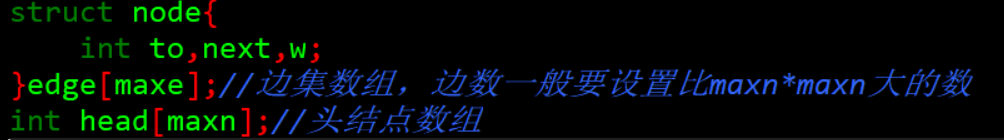 struct node{
    int to,next,w;
}edge[maxe];//边集数组，边数一般要设置比maxn*maxn大的数
int head[maxn];//头结点数组